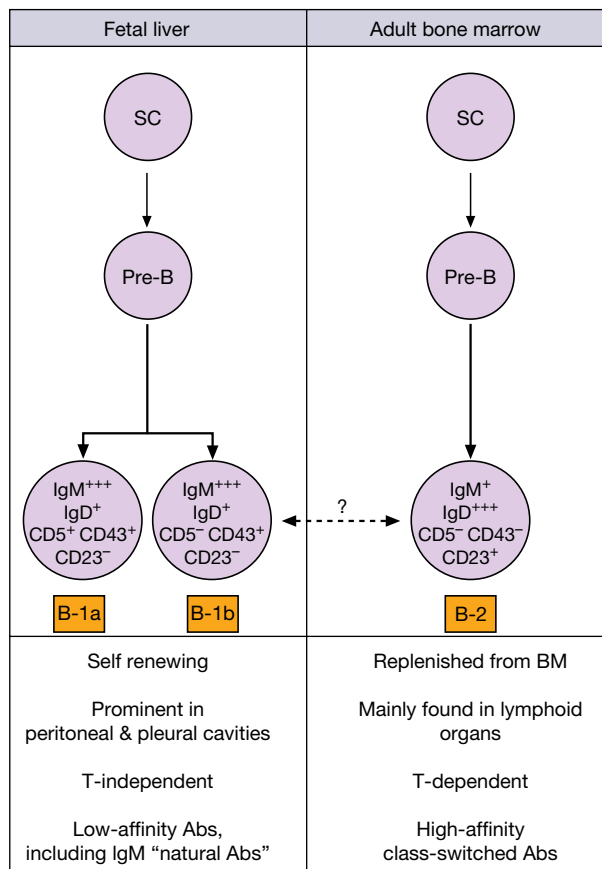 Fetal liver
Adult bone marrow
SC
SC
Pre-B
Pre-B
IgM⁺⁺⁺
IgD⁺
CD5⁺ CD43⁺
CD23⁻
IgM⁺⁺⁺
IgD⁺
CD5⁻ CD43⁺
CD23⁻
?
IgM⁺
IgD⁺⁺⁺
CD5⁻ CD43⁻
CD23⁺
B-1a
B-1b
B-2
Self renewing
Prominent in
peritoneal & pleural cavities
T-independent
Low-affinity Abs,
including IgM “natural Abs”
Replenished from BM
Mainly found in lymphoid
organs
T-dependent
High-affinity
class-switched Abs